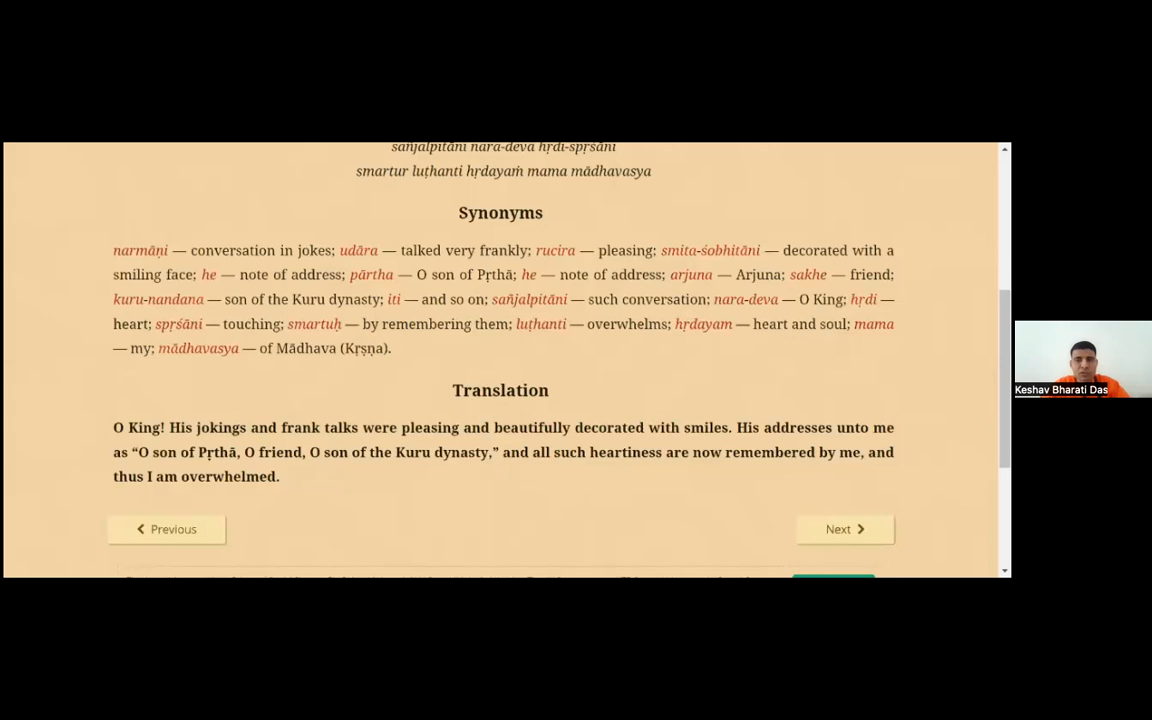 sañjalpitāni nara-deva hṛdi-spṛśāni
smartur luṭhanti hṛdayaṁ mama mādhavasya
Synonyms
narmāṇi — conversation in jokes; udāra — talked very frankly; rucira — pleasing; smita-śobhitāni — decorated with a
smiling face; he — note of address; pārtha — O son of Pṛthā; he — note of address; arjuna — Arjuna; sakhe — friend;
kuru-nandana — son of the Kuru dynasty; iti — and so on; sañjalpitāni — such conversation; nara-deva — O King; hṛdi —
heart; spṛśāni — touching; smartuḥ — by remembering them; luṭhanti — overwhelms; hṛdayam — heart and soul; mama
— my; mādhavasya — of Mādhava (Kṛṣṇa).
Translation
O King! His jokings and frank talks were pleasing and beautifully decorated with smiles. His addresses unto me
as “O son of Pṛthā, O friend, O son of the Kuru dynasty,” and all such heartiness are now remembered by me, and
thus I am overwhelmed.
Previous
Next
Keshav Bharati Das